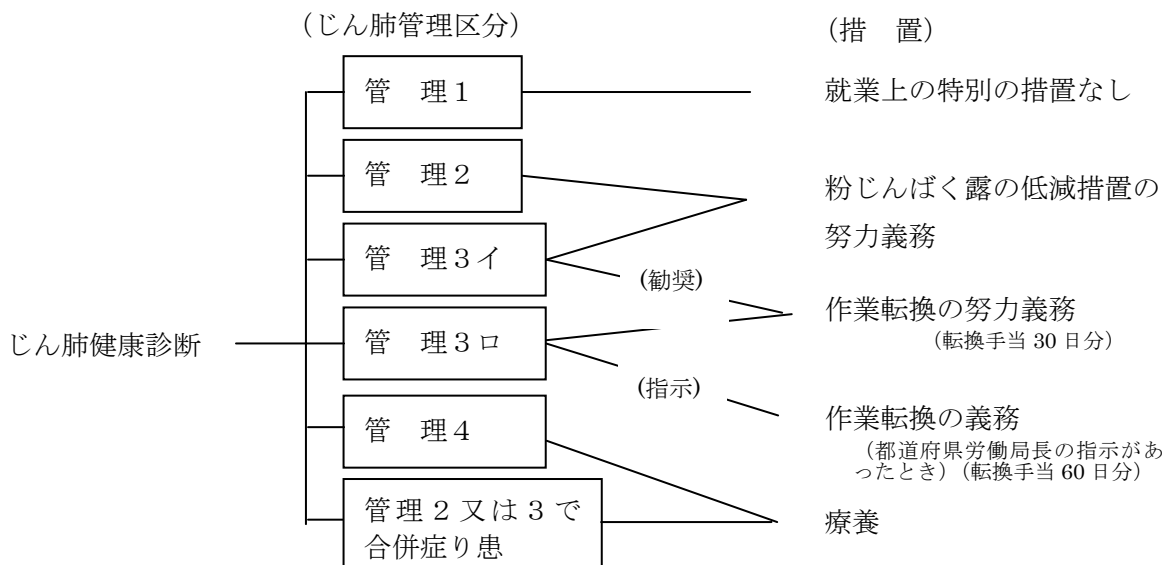 （じん肺管理区分）
（措　置）
管　理１
就業上の特別の措置なし
管　理２
粉じんばく露の低減措置の
努力義務
管　理３イ
(勧奨)
作業転換の努力義務
（転換手当 30 日分）
じん肺健康診断
管　理３ロ
(指示)
作業転換の義務
（都道府県労働局長の指示があ
ったとき）（転換手当 60 日分）
管　理４
管理２又は３で
合併症り患
療養